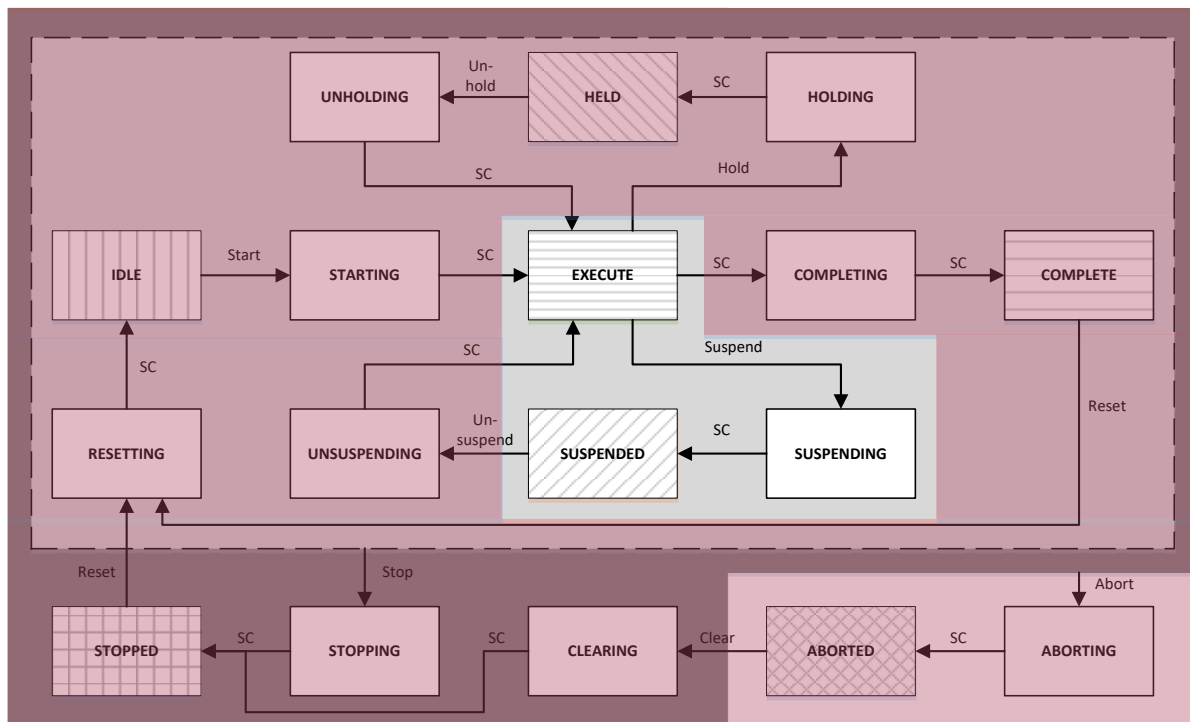 Un-
hold
UNHOLDING
HELD
SC
HOLDING
SC
Hold
IDLE
Start
STARTING
SC
EXECUTE
SC
COMPLETING
SC
COMPLETE
SC
Suspend
SC
Reset
RESETTING
UNSUSPENDING
Un-
suspend
SUSPENDED
SC
SUSPENDING
Reset
Stop
Abort
STOPPED
SC
STOPPING
SC
CLEARING
Clear
ABORTED
SC
ABORTING